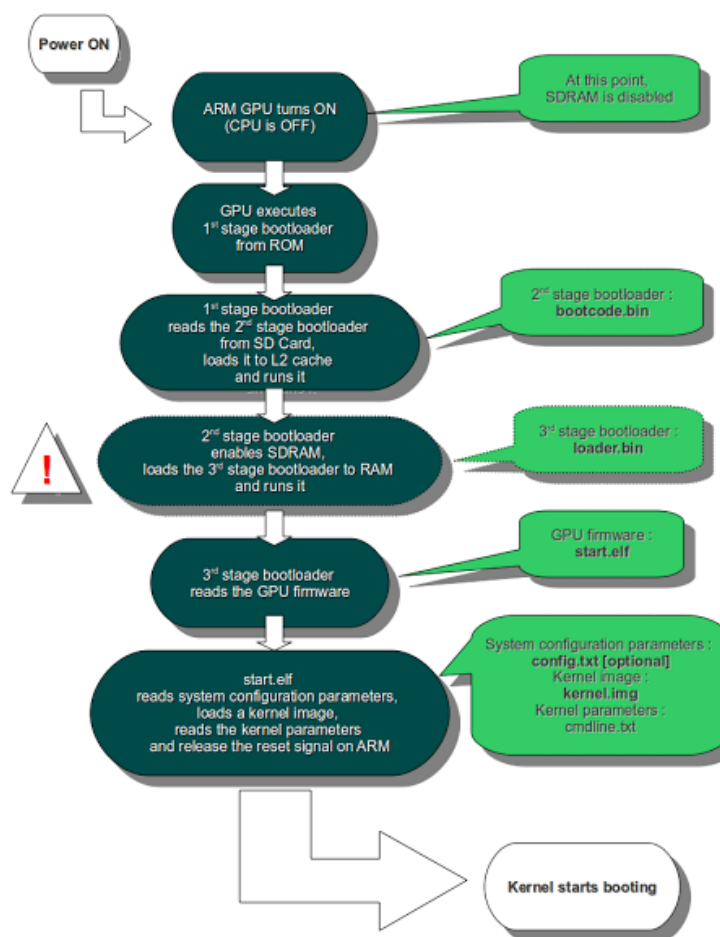 Power ON
ARM GPU turns ON
(CPU is OFF)
At this point,
SDRAM is disabled
GPU executes
1st stage bootloader
from ROM
1st stage bootloader
reads the 2nd stage bootloader
from SD Card,
loads it to L2 cache
and runs it
2nd stage bootloader :
bootcode.bin
2nd stage bootloader
enables SDRAM,
loads the 3rd stage bootloader to RAM
and runs it
!
3rd stage bootloader :
loader.bin
3rd stage bootloader
reads the GPU firmware
GPU firmware :
start.elf
start.elf
reads system configuration parameters,
loads a kernel image,
reads the kernel parameters
and release the reset signal on ARM
System configuration parameters :
config.txt [optional]
Kernel image :
kernel.img
Kernel parameters :
cmdline.txt
Kernel starts booting